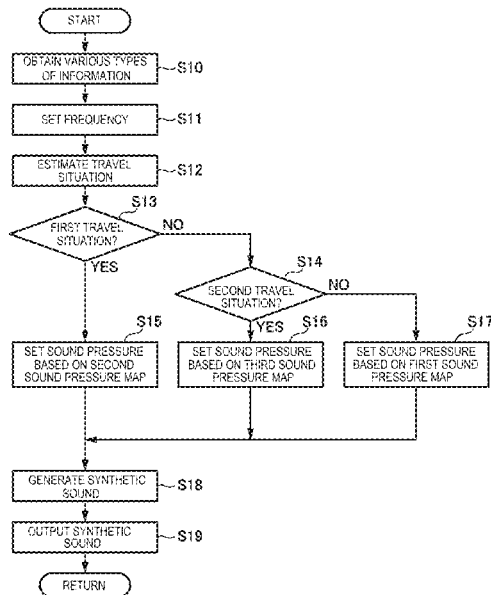 START
OBTAIN VARIOUS TYPES
OF INFORMATION
S10
SET FREQUENCY
S11
ESTIMATE TRAVEL
SITUATION
S12
S13
FIRST TRAVEL
SITUATION?
NO
YES
S14
SECOND TRAVEL
SITUATION?
NO
YES
S15
SET SOUND PRESSURE
BASED ON SECOND
SOUND PRESSURE MAP
S16
SET SOUND PRESSURE
BASED ON THIRD SOUND
PRESSURE MAP
S17
SET SOUND PRESSURE
BASED ON FIRST SOUND
PRESSURE MAP
GENERATE SYNTHETIC
SOUND
S18
OUTPUT SYNTHETIC
SOUND
S19
RETURN